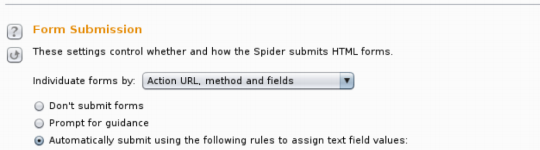 ?
Form Submission
These settings control whether and how the Spider submits HTML forms.
Individuate forms by: Action URL, method and fields
Don't submit forms
Prompt for guidance
Automatically submit using the following rules to assign text field values: